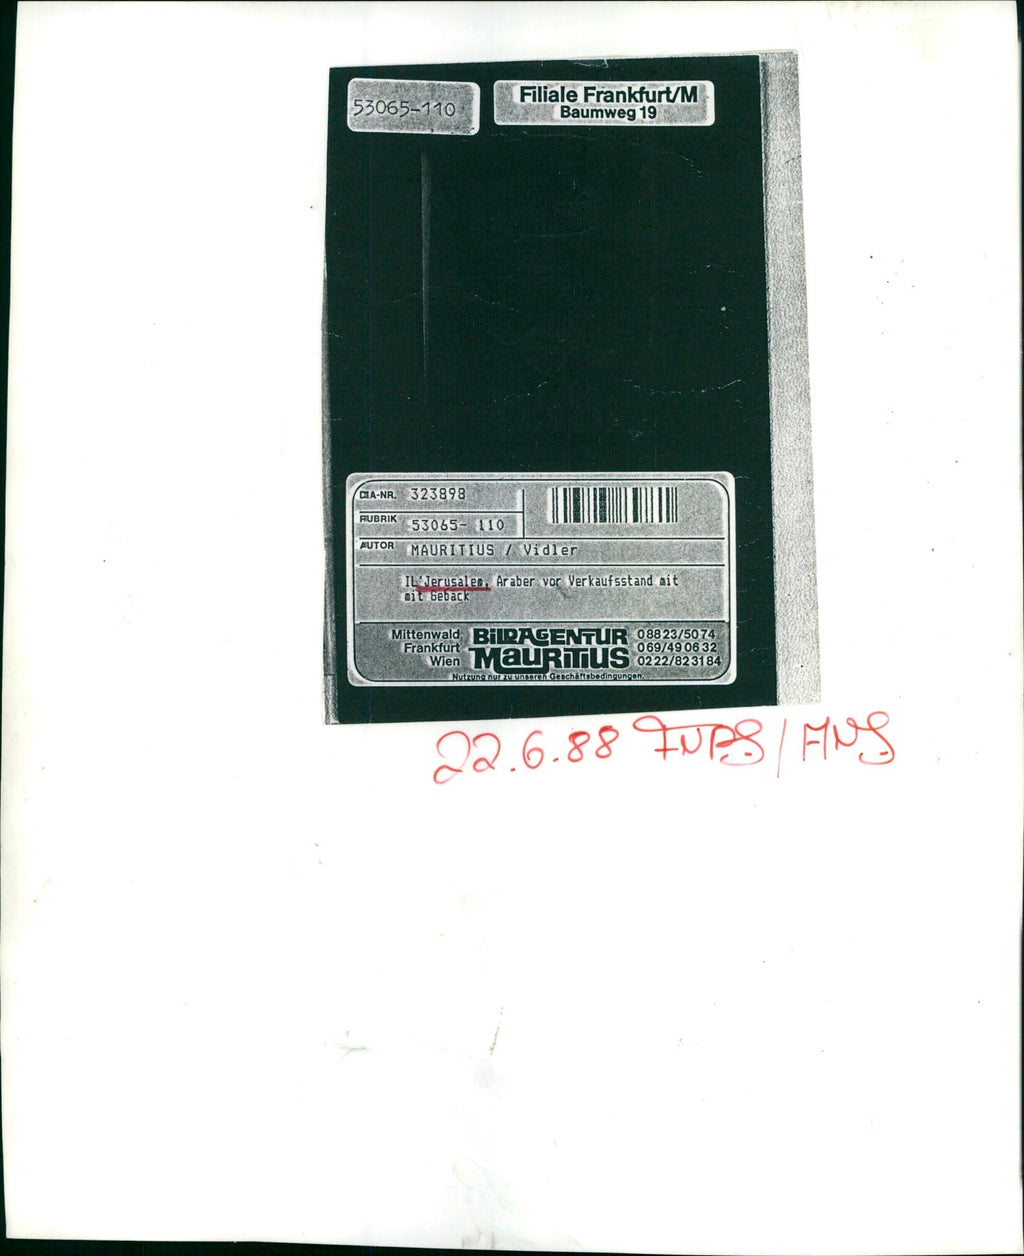 53065-110
Filiale Frankfurt/M
Baumweg 19
DIA-NR. 323898
RUBRIK 53065- 110
AUTOR MAURITIUS / Vidler
IL'Jerusalem, Araber vor Verkaufsstand mit
mit Gebäck
Mittenwald
Frankfurt
Wien
BILDAGENTUR
MAURITIUS
08823/5074
069/490632
0222/823184
Nutzung nur zu unseren Geschäftsbedingungen.
22.6.88